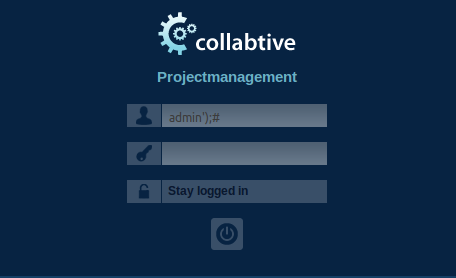 collabtive
Projectmanagement
admin');#
Stay logged in